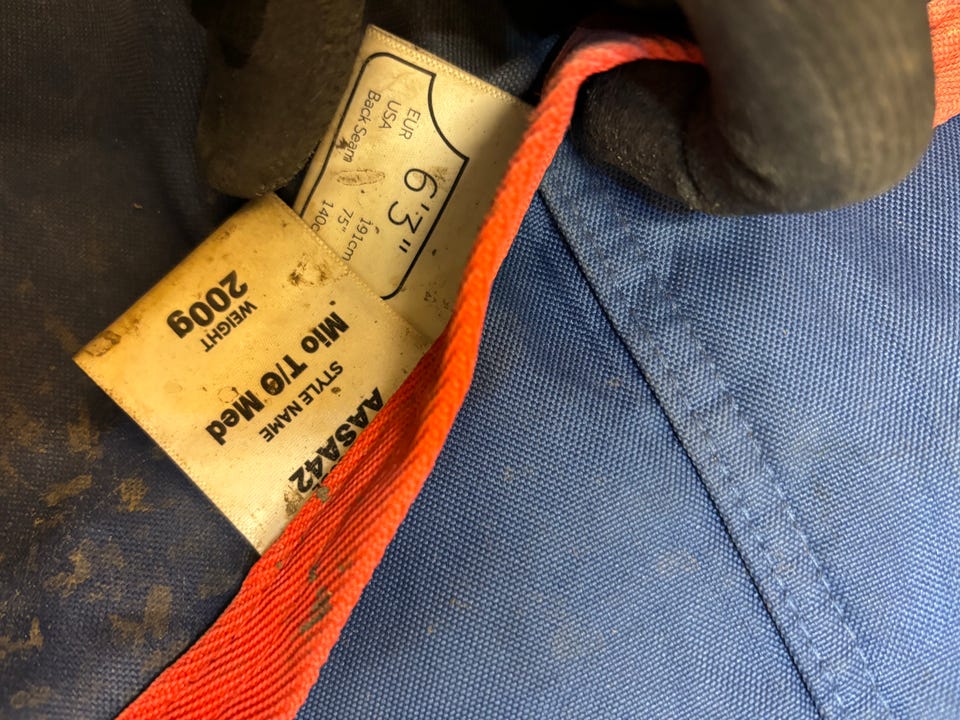 6'3"
EUR 191cm
USA 75"
Back Seam
AASA42
STYLE NAME
Mio T/O Med
WEIGHT
200g